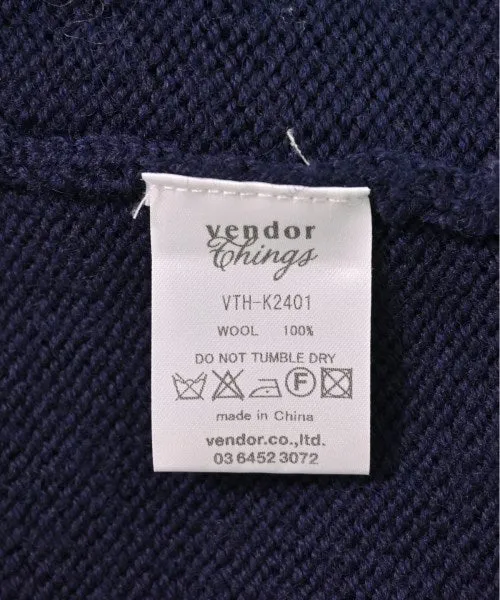 vendor
Things
VTH-K2401
WOOL 100%
DO NOT TUMBLE DRY
F
made in China
vendor.co.,ltd.
03 6452 3072